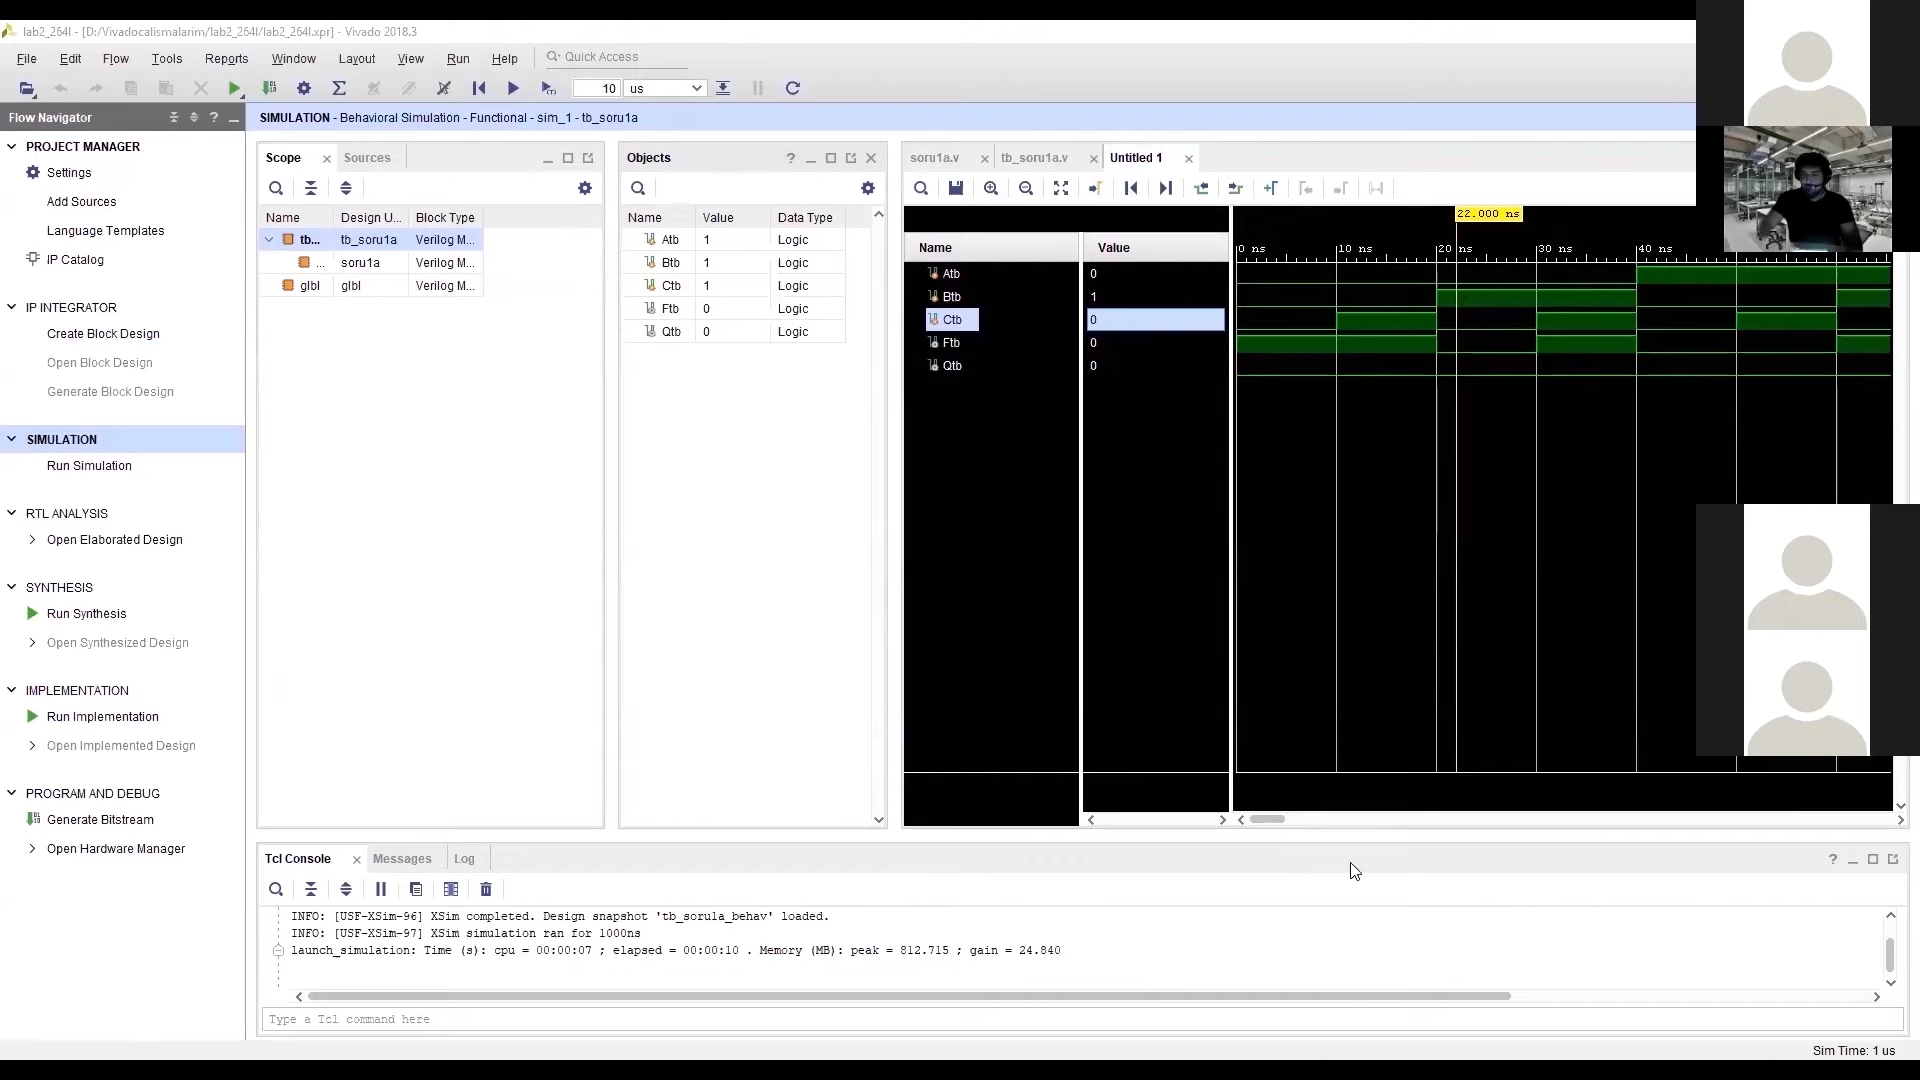 lab2_264l - [D:/Vivadocalismalarim/lab2_264l/lab2_264l.xpr] - Vivado 2018.3
File Edit Flow Tools Reports Window Layout View Run Help Quick Access
10 us
Flow Navigator
SIMULATION - Behavioral Simulation - Functional - sim_1 - tb_soru1a
PROJECT MANAGER
Settings
Add Sources
Language Templates
IP Catalog
IP INTEGRATOR
Create Block Design
Open Block Design
Generate Block Design
SIMULATION
Run Simulation
RTL ANALYSIS
Open Elaborated Design
SYNTHESIS
Run Synthesis
Open Synthesized Design
IMPLEMENTATION
Run Implementation
Open Implemented Design
PROGRAM AND DEBUG
Generate Bitstream
Open Hardware Manager
Scope Sources
Name Design U... Block Type
tb... tb_soru1a Verilog M...
... soru1a Verilog M...
glbl glbl Verilog M...
Objects
Name Value Data Type
Atb 1 Logic
Btb 1 Logic
Ctb 1 Logic
Ftb 0 Logic
Qtb 0 Logic
soru1a.v tb_soru1a.v Untitled 1
22.000 ns
Name Value
0 ns 10 ns 20 ns 30 ns 40 ns
Atb 0
Btb 1
Ctb 0
Ftb 0
Qtb 0
Tcl Console Messages Log
INFO: [USF-XSim-96] XSim completed. Design snapshot 'tb_soru1a_behav' loaded.
INFO: [USF-XSim-97] XSim simulation ran for 1000ns
launch_simulation: Time (s): cpu = 00:00:07 ; elapsed = 00:00:10 . Memory (MB): peak = 812.715 ; gain = 24.840
Type a Tcl command here
Sim Time: 1 us